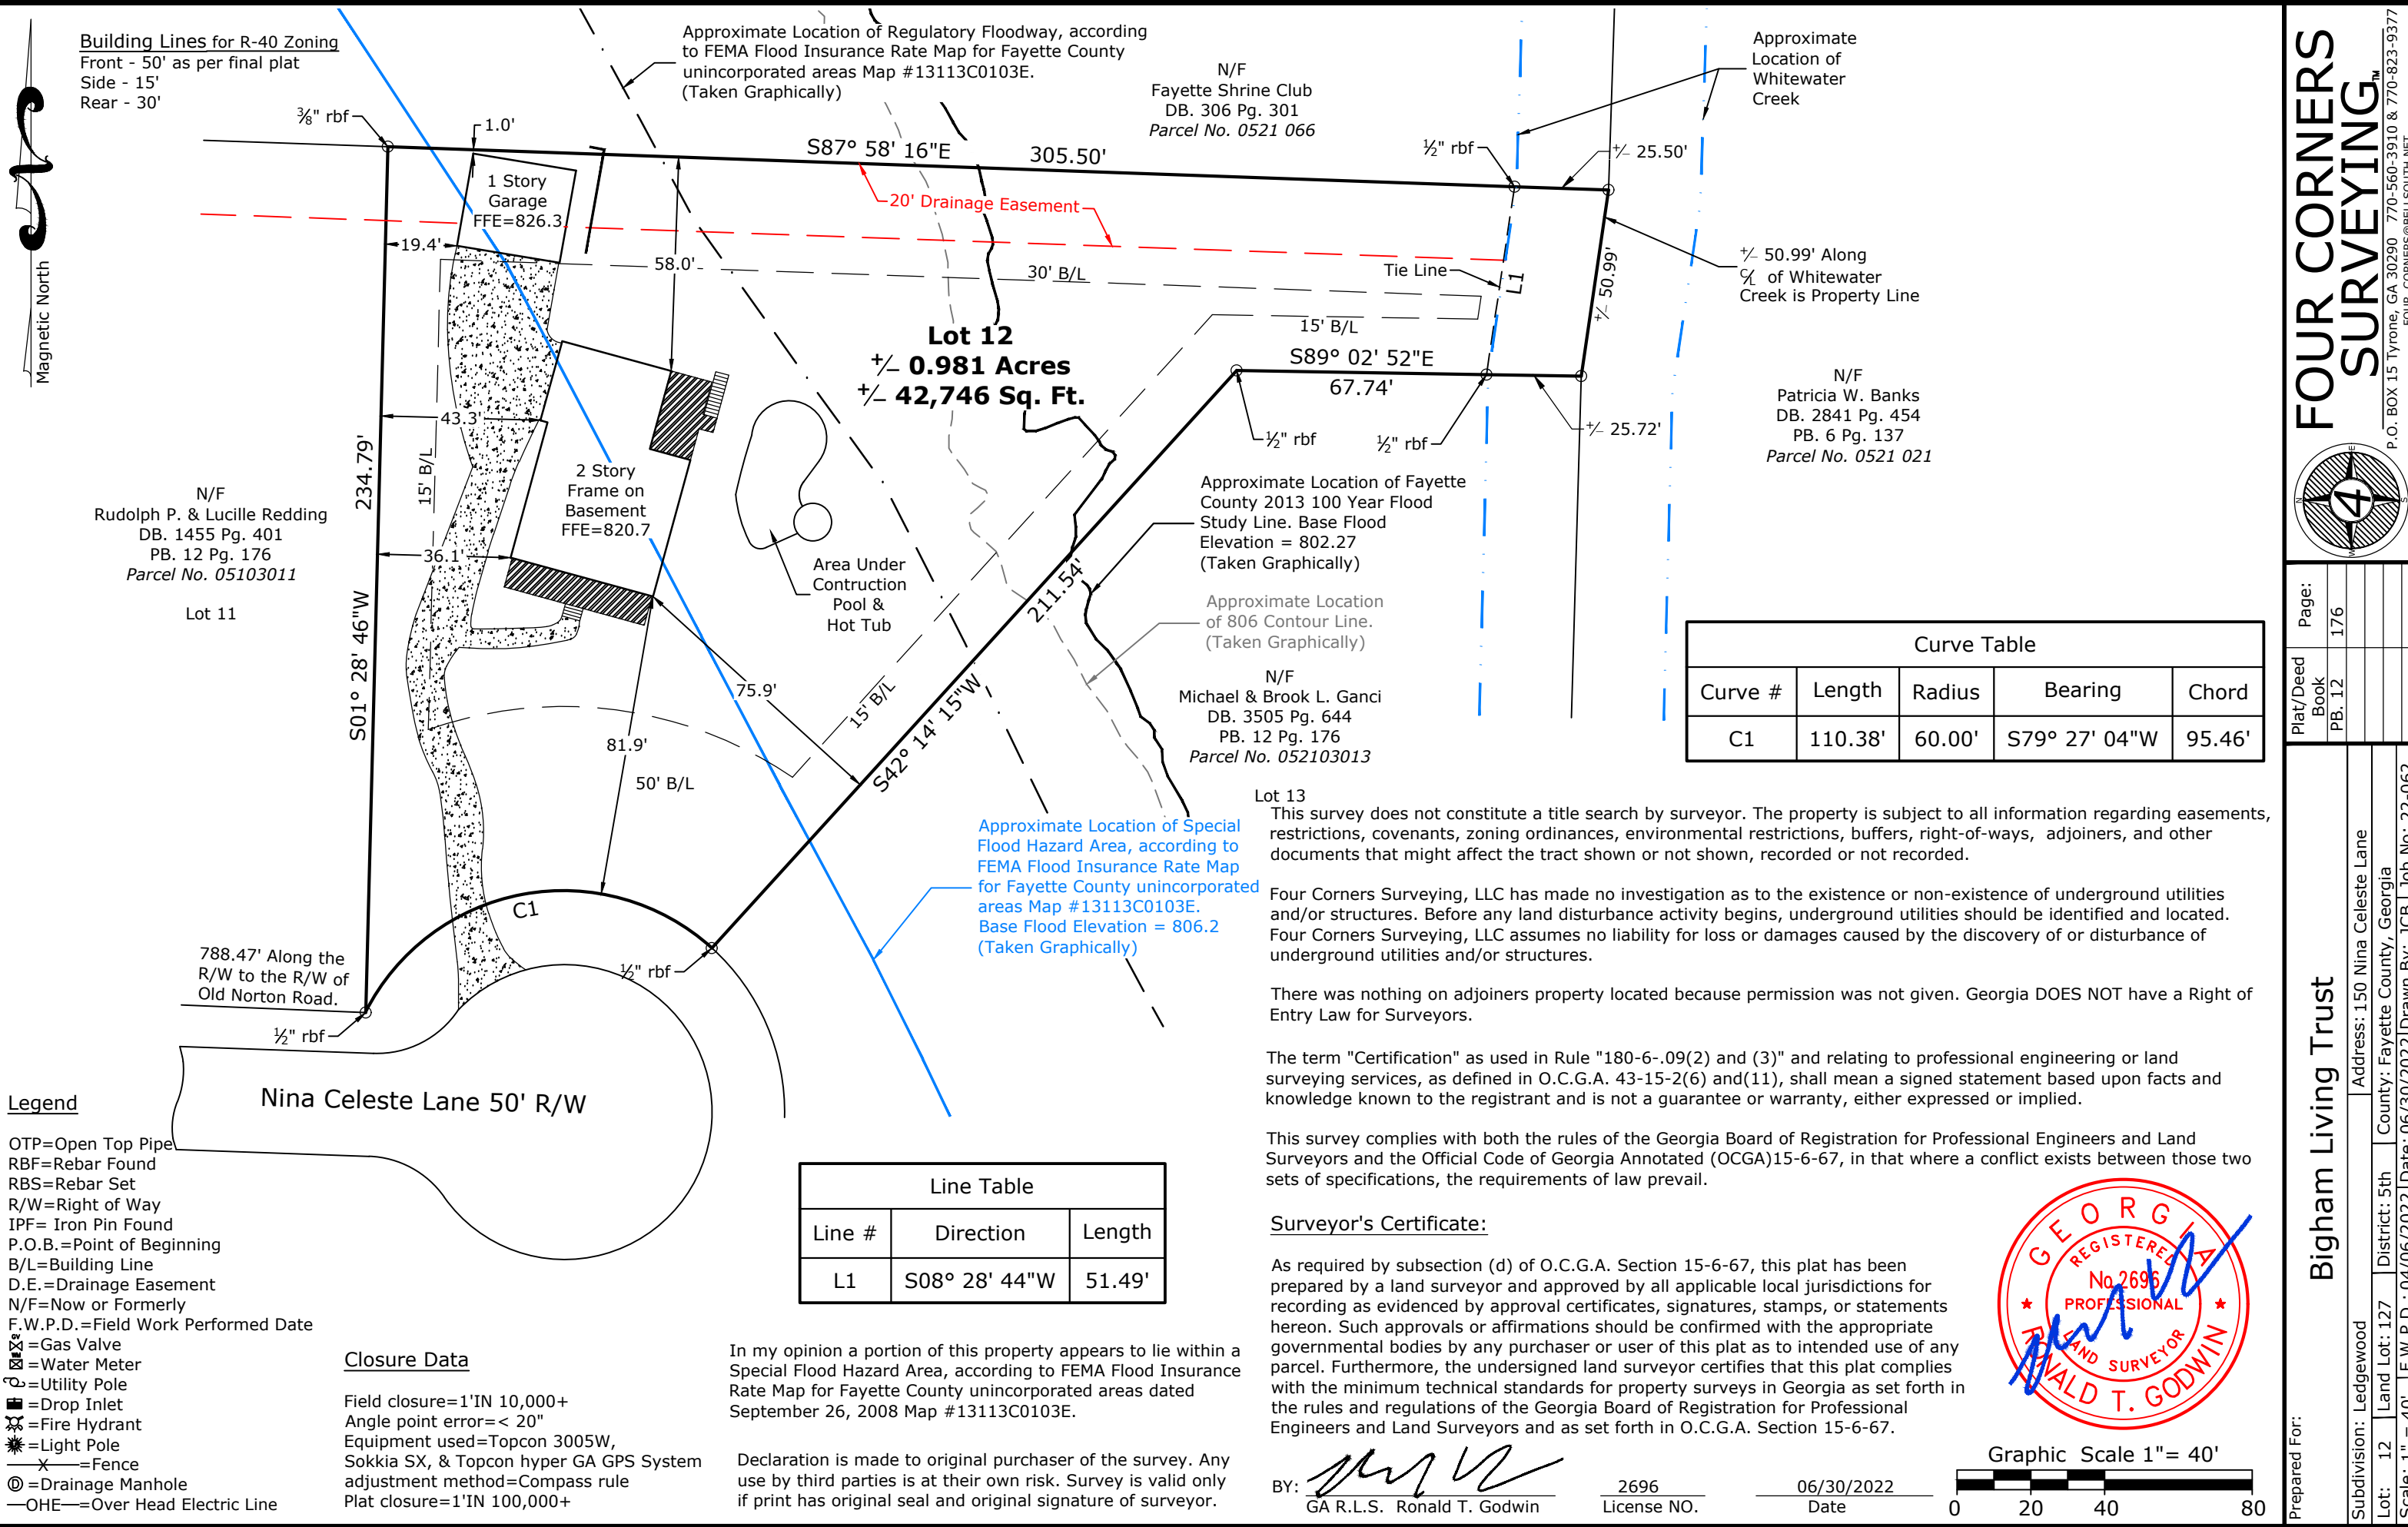 Building Lines for R-40 Zoning
Front - 50' as per final plat
Side - 15'
Rear - 30'
Magnetic North
Approximate Location of Regulatory Floodway, according
to FEMA Flood Insurance Rate Map for Fayette County
unincorporated areas Map #13113C0103E.
(Taken Graphically)
N/F
Fayette Shrine Club
DB. 306 Pg. 301
Parcel No. 0521 066
Approximate
Location of
Whitewater
Creek
⅜" rbf
1.0'
S87° 58' 16"E 305.50'
½" rbf
+/- 25.50'
1 Story
Garage
FFE=826.3
20' Drainage Easement
19.4'
58.0'
30' B/L
Tie Line
L1
+/- 50.99'
+/- 50.99' Along
C/L of Whitewater
Creek is Property Line
Lot 12
+/- 0.981 Acres
+/- 42,746 Sq. Ft.
15' B/L
S89° 02' 52"E
67.74'
43.3'
15' B/L
½" rbf
½" rbf
+/- 25.72'
N/F
Patricia W. Banks
DB. 2841 Pg. 454
PB. 6 Pg. 137
Parcel No. 0521 021
S01° 28' 46"W 234.79'
2 Story
Frame on
Basement
FFE=820.7
36.1'
N/F
Rudolph P. & Lucille Redding
DB. 1455 Pg. 401
PB. 12 Pg. 176
Parcel No. 05103011
Lot 11
Area Under
Contruction
Pool &
Hot Tub
Approximate Location of Fayette
County 2013 100 Year Flood
Study Line. Base Flood
Elevation = 802.27
(Taken Graphically)
Approximate Location
of 806 Contour Line.
(Taken Graphically)
S42° 14' 15"W 211.54'
15' B/L
75.9'
81.9'
50' B/L
N/F
Michael & Brook L. Ganci
DB. 3505 Pg. 644
PB. 12 Pg. 176
Parcel No. 052103013
Lot 13
Curve Table
Curve # Length Radius Bearing Chord
C1 110.38' 60.00' S79° 27' 04"W 95.46'
Approximate Location of Special
Flood Hazard Area, according to
FEMA Flood Insurance Rate Map
for Fayette County unincorporated
areas Map #13113C0103E.
Base Flood Elevation = 806.2
(Taken Graphically)
C1
½" rbf
788.47' Along the
R/W to the R/W of
Old Norton Road.
½" rbf
Nina Celeste Lane 50' R/W
Legend
OTP=Open Top Pipe
RBF=Rebar Found
RBS=Rebar Set
R/W=Right of Way
IPF= Iron Pin Found
P.O.B.=Point of Beginning
B/L=Building Line
D.E.=Drainage Easement
N/F=Now or Formerly
F.W.P.D.=Field Work Performed Date
=Gas Valve
=Water Meter
=Utility Pole
=Drop Inlet
=Fire Hydrant
=Light Pole
X =Fence
D =Drainage Manhole
OHE =Over Head Electric Line
Closure Data
Field closure=1'IN 10,000+
Angle point error=< 20"
Equipment used=Topcon 3005W,
Sokkia SX, & Topcon hyper GA GPS System
adjustment method=Compass rule
Plat closure=1'IN 100,000+
Line Table
Line # Direction Length
L1 S08° 28' 44"W 51.49'
In my opinion a portion of this property appears to lie within a
Special Flood Hazard Area, according to FEMA Flood Insurance
Rate Map for Fayette County unincorporated areas dated
September 26, 2008 Map #13113C0103E.
Declaration is made to original purchaser of the survey. Any
use by third parties is at their own risk. Survey is valid only
if print has original seal and original signature of surveyor.
This survey does not constitute a title search by surveyor. The property is subject to all information regarding easements,
restrictions, covenants, zoning ordinances, environmental restrictions, buffers, right-of-ways, adjoiners, and other
documents that might affect the tract shown or not shown, recorded or not recorded.
Four Corners Surveying, LLC has made no investigation as to the existence or non-existence of underground utilities
and/or structures. Before any land disturbance activity begins, underground utilities should be identified and located.
Four Corners Surveying, LLC assumes no liability for loss or damages caused by the discovery of or disturbance of
underground utilities and/or structures.
There was nothing on adjoiners property located because permission was not given. Georgia DOES NOT have a Right of
Entry Law for Surveyors.
The term "Certification" as used in Rule "180-6-.09(2) and (3)" and relating to professional engineering or land
surveying services, as defined in O.C.G.A. 43-15-2(6) and(11), shall mean a signed statement based upon facts and
knowledge known to the registrant and is not a guarantee or warranty, either expressed or implied.
This survey complies with both the rules of the Georgia Board of Registration for Professional Engineers and Land
Surveyors and the Official Code of Georgia Annotated (OCGA)15-6-67, in that where a conflict exists between those two
sets of specifications, the requirements of law prevail.
Surveyor's Certificate:
As required by subsection (d) of O.C.G.A. Section 15-6-67, this plat has been
prepared by a land surveyor and approved by all applicable local jurisdictions for
recording as evidenced by approval certificates, signatures, stamps, or statements
hereon. Such approvals or affirmations should be confirmed with the appropriate
governmental bodies by any purchaser or user of this plat as to intended use of any
parcel. Furthermore, the undersigned land surveyor certifies that this plat complies
with the minimum technical standards for property surveys in Georgia as set forth in
the rules and regulations of the Georgia Board of Registration for Professional
Engineers and Land Surveyors and as set forth in O.C.G.A. Section 15-6-67.
BY:
GA R.L.S. Ronald T. Godwin
2696
License NO.
06/30/2022
Date
GEORGIA
REGISTERED
No.2696
PROFESSIONAL
LAND SURVEYOR
RONALD T. GODWIN
Graphic Scale 1"= 40'
0 20 40 80
FOUR CORNERS
SURVEYING™
P.O. BOX 15 Tyrone, GA 30290 770-560-3910 & 770-823-9377
FOUR_CORNERS@BELLSOUTH.NET
N
E
S
W
4
Plat/Deed Book Page:
PB. 12 176
Prepared For:
Bigham Living Trust
Subdivision: Ledgewood Address: 150 Nina Celeste Lane
Lot: 12 Land Lot: 127 District: 5th County: Fayette County, Georgia
Scale: 1" = 40' F.W.P.D.: 04/06/2022 Date: 06/30/2022 Drawn By: JCB Job No: 22-062